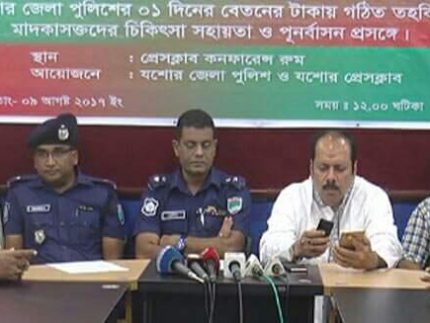 র জেলা পুলিশের ০১ দিনের বেতনের টাকায় গঠিত তহবি
মাদকাসক্তদের চিকিৎসা সহায়তা ও পূনর্বাসন প্রসঙ্গে।
স্থান : প্রেসক্লাব কনফারেন্স রুম
আয়োজনে : যশোর জেলা পুলিশ ও যশোর প্রেসক্লাব
তাং- ০৯ আগষ্ট ২০১৭ ইং সময় : ১২.০০ ঘটিকা